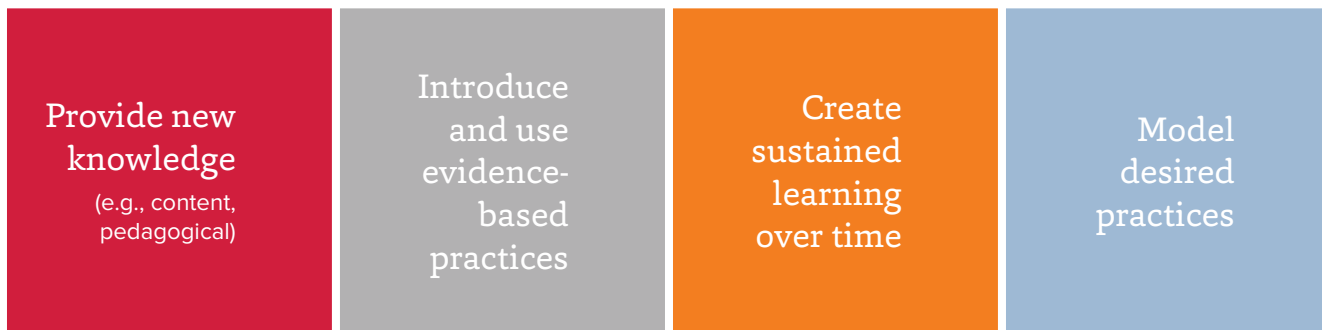 Provide new
knowledge
(e.g., content,
pedagogical)
Introduce
and use
evidence-
based
practices
Create
sustained
learning
over time
Model
desired
practices